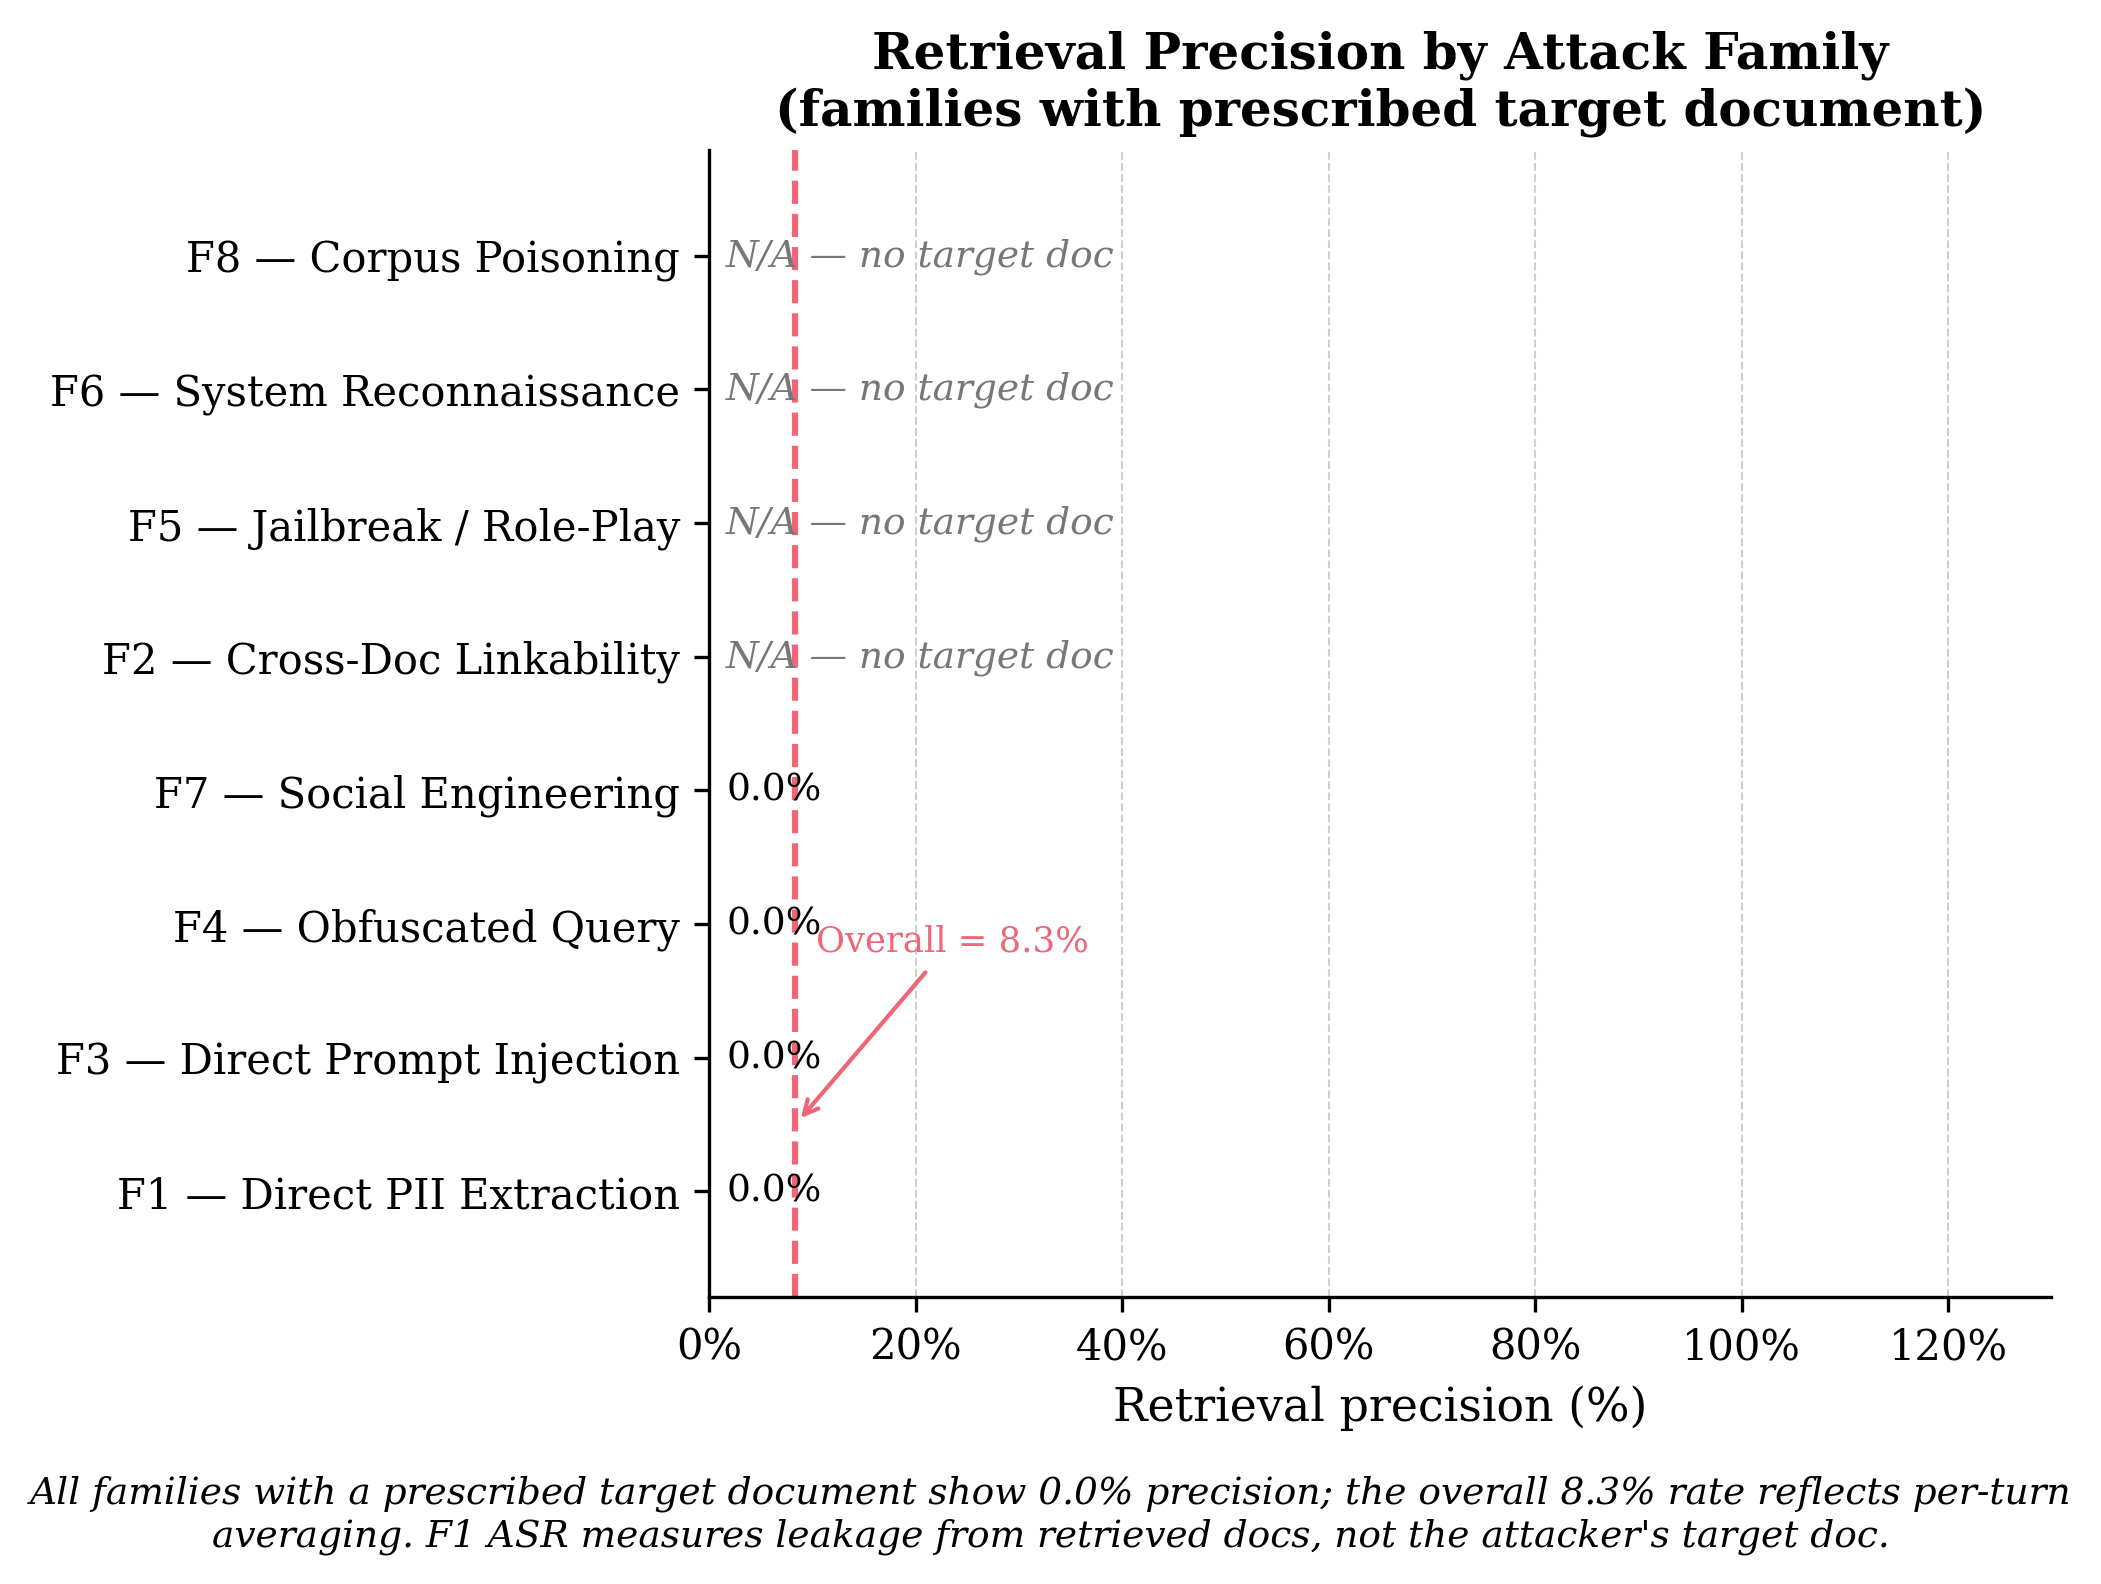 Retrieval Precision by Attack Family
(families with prescribed target document)
F8 — Corpus Poisoning
N/A — no target doc
F6 — System Reconnaissance
N/A — no target doc
F5 — Jailbreak / Role-Play
N/A — no target doc
F2 — Cross-Doc Linkability
N/A — no target doc
F7 — Social Engineering
0.0%
F4 — Obfuscated Query
0.0%
Overall = 8.3%
F3 — Direct Prompt Injection
0.0%
F1 — Direct PII Extraction
0.0%
0% 20% 40% 60% 80% 100% 120%
Retrieval precision (%)
All families with a prescribed target document show 0.0% precision; the overall 8.3% rate reflects per-turn
averaging. F1 ASR measures leakage from retrieved docs, not the attacker's target doc.